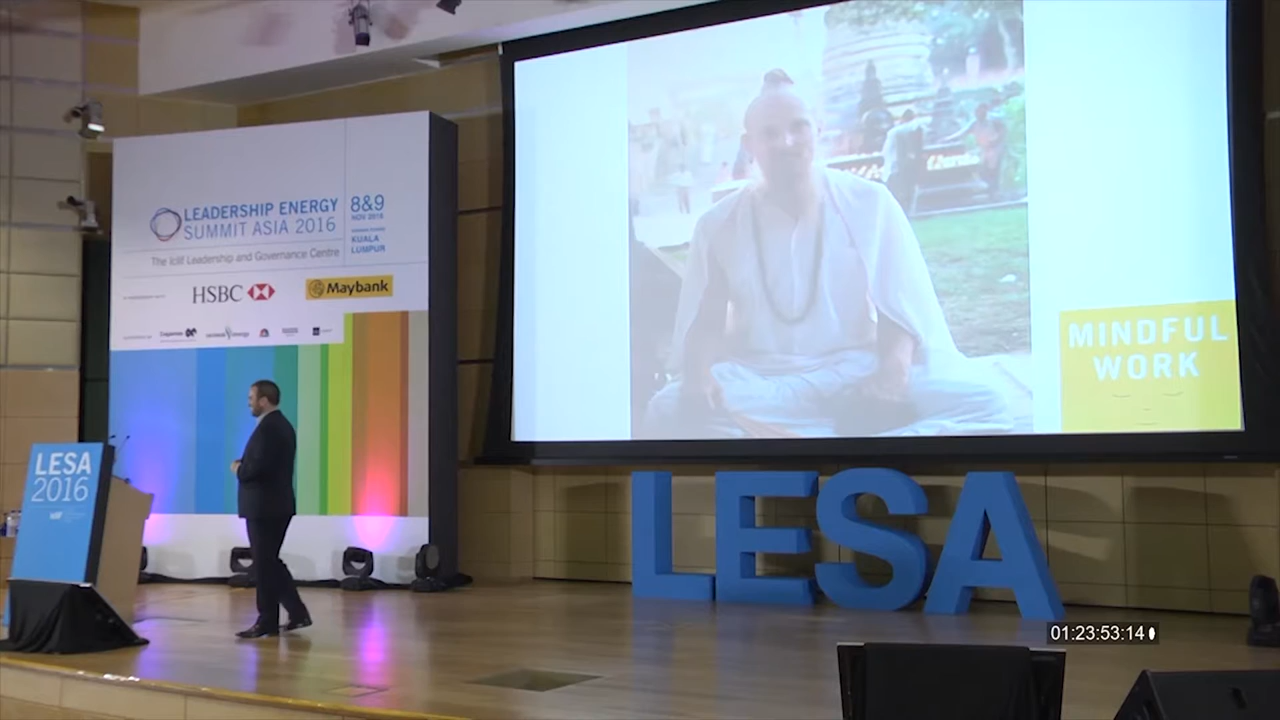 LEADERSHIP ENERGY
SUMMIT ASIA 2016
8&9
NOV 2016
KUALA
LUMPUR
The Iclif Leadership and Governance Centre
HSBC
Maybank
MINDFUL
WORK
LESA
2016
LESA
01:23:53:14